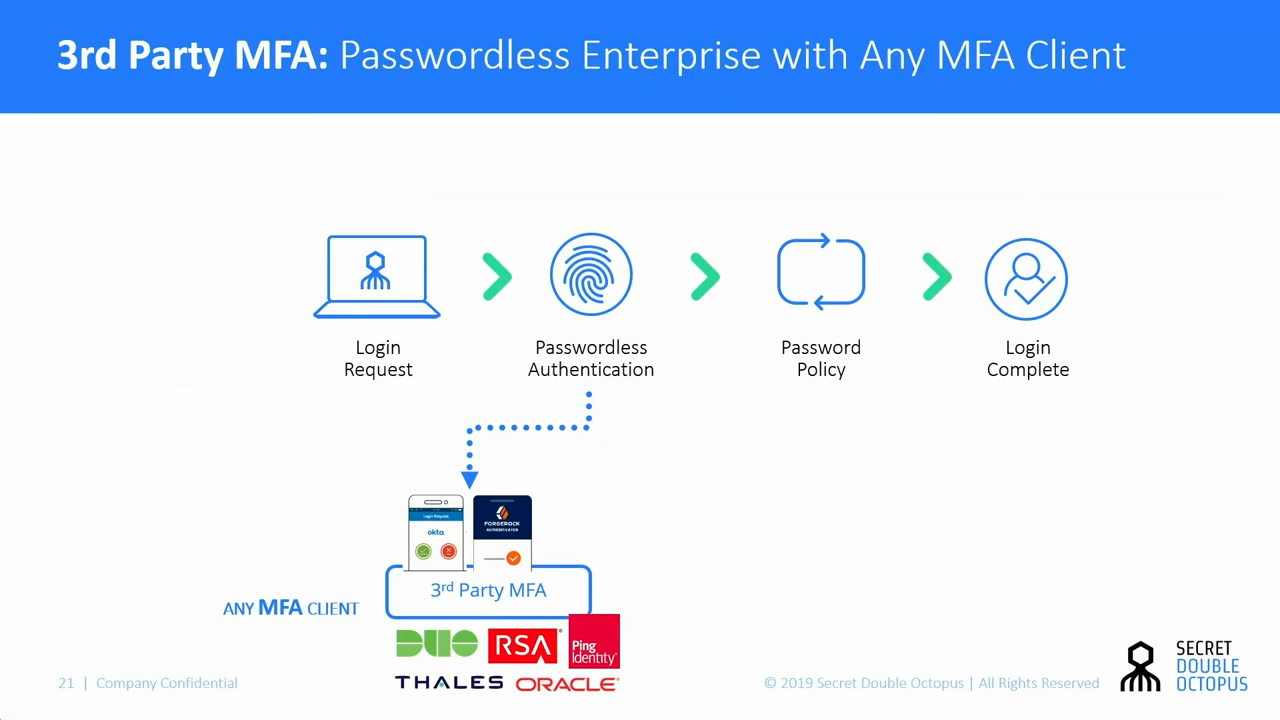 3rd Party MFA: Passwordless Enterprise with Any MFA Client
Login
Request
Passwordless
Authentication
Password
Policy
Login
Complete
Login Request
okta
FORGEROCK
AUTHENTICATOR
3rd Party MFA
ANY MFA CLIENT
DUO
RSA®
Ping
Identity®
THALES
ORACLE®
21 | Company Confidential
© 2019 Secret Double Octopus | All Rights Reserved
SECRET
DOUBLE
OCTOPUS